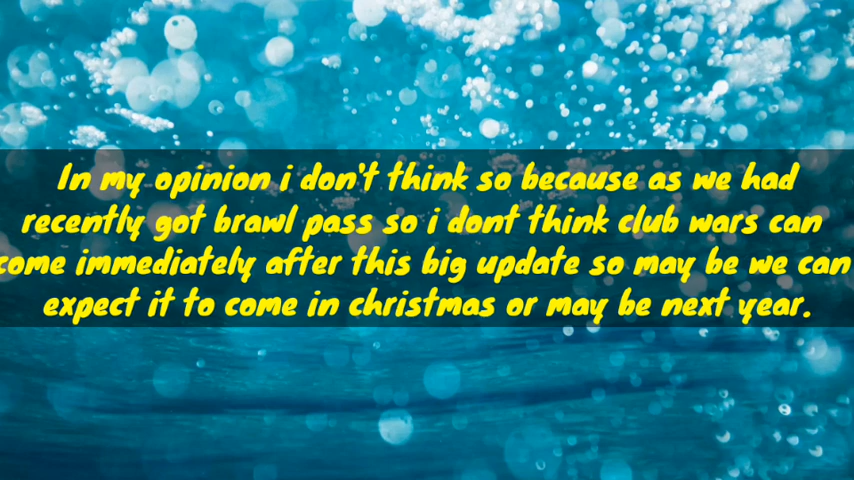 In my opinion i don't think so because as we had
recently got brawl pass so i dont think club wars can
come immediately after this big update so may be we can
expect it to come in christmas or may be next year.